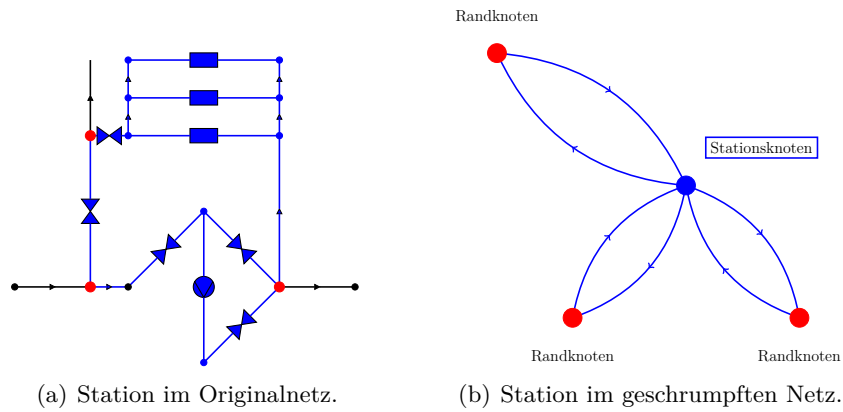 Randknoten
Stationsknoten
Randknoten
Randknoten
(a) Station im Originalnetz.
(b) Station im geschrumpften Netz.